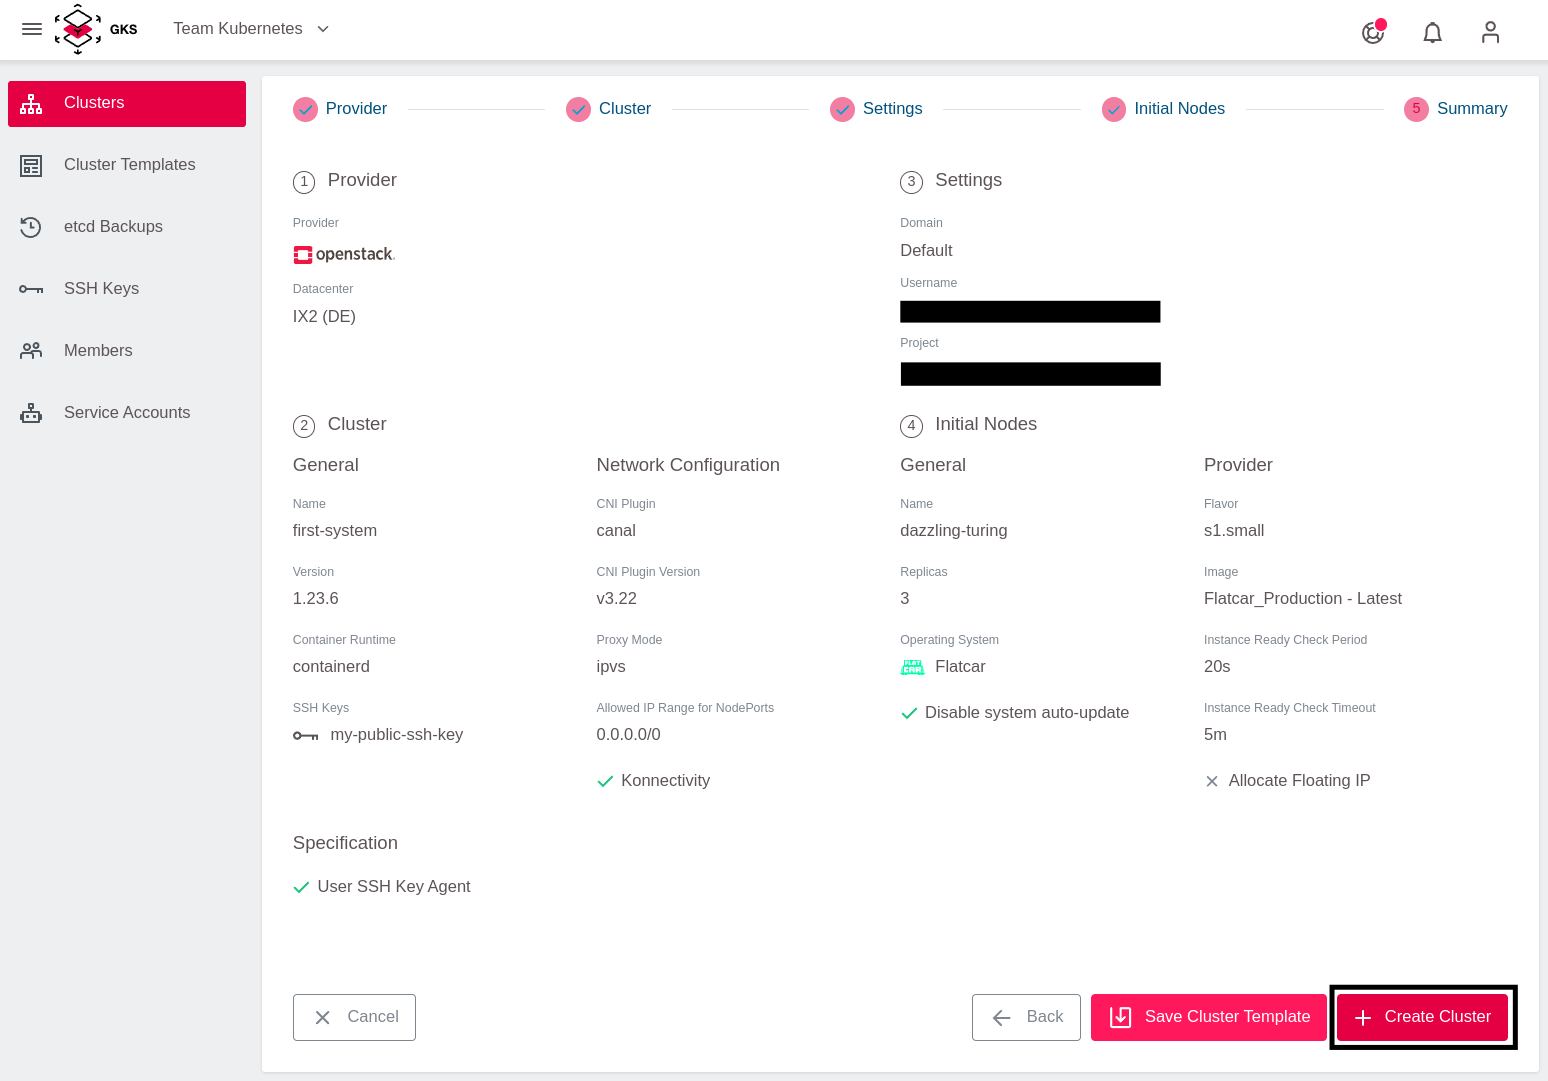 GKS
Team Kubernetes
Clusters
Cluster Templates
etcd Backups
SSH Keys
Members
Service Accounts
Provider
Cluster
Settings
Initial Nodes
5 Summary
1 Provider
Provider
openstack.
Datacenter
IX2 (DE)
3 Settings
Domain
Default
Username
Project
2 Cluster
General
Name
first-system
Version
1.23.6
Container Runtime
containerd
SSH Keys
my-public-ssh-key
Network Configuration
CNI Plugin
canal
CNI Plugin Version
v3.22
Proxy Mode
ipvs
Allowed IP Range for NodePorts
0.0.0.0/0
Konnectivity
4 Initial Nodes
General
Name
dazzling-turing
Replicas
3
Operating System
FLAT
CAR
Flatcar
Disable system auto-update
Provider
Flavor
s1.small
Image
Flatcar_Production - Latest
Instance Ready Check Period
20s
Instance Ready Check Timeout
5m
Allocate Floating IP
Specification
User SSH Key Agent
Cancel
Back
Save Cluster Template
Create Cluster